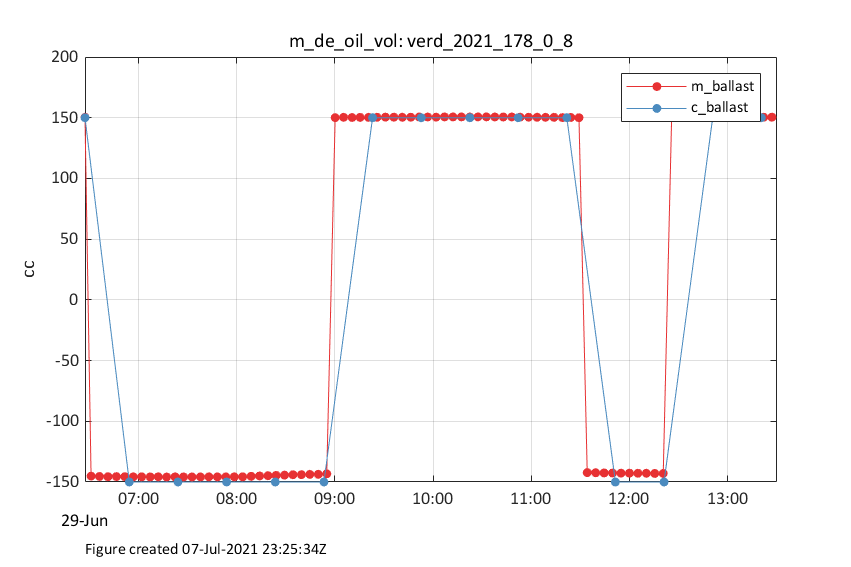 m_de_oil_vol: verd_2021_178_0_8
200
150
100
50
0
-50
-100
-150
cc
m_ballast
c_ballast
07:00 08:00 09:00 10:00 11:00 12:00 13:00
29-Jun
Figure created 07-Jul-2021 23:25:34Z